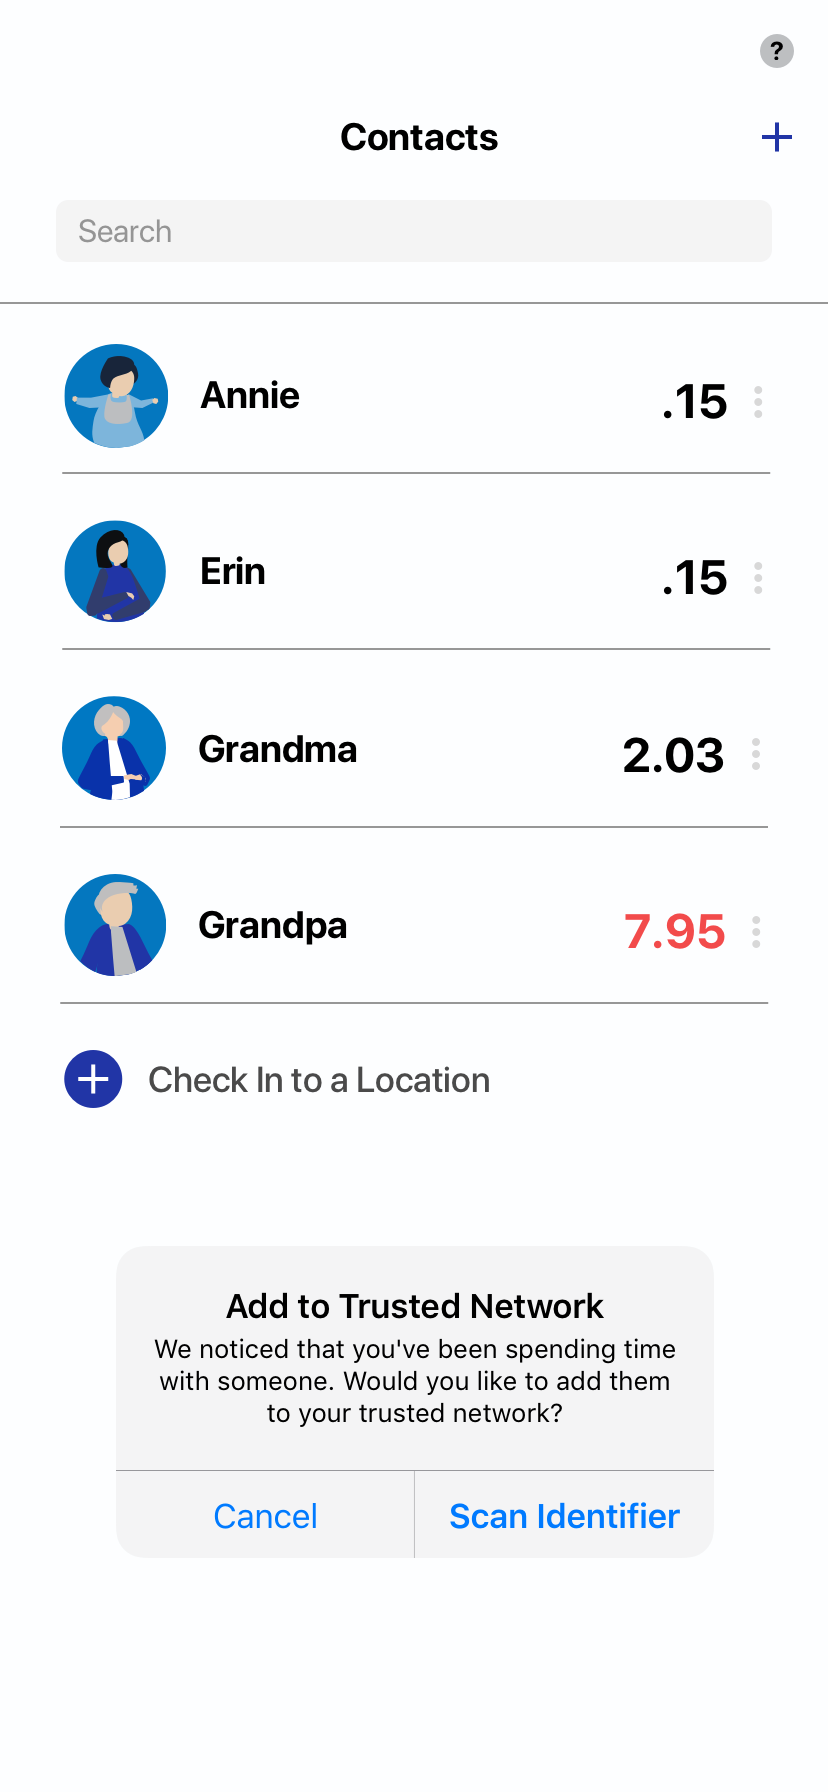 ?
Contacts
Search
Annie
.15
Erin
.15
Grandma
2.03
Grandpa
7.95
Check In to a Location
Add to Trusted Network
We noticed that you've been spending time
with someone. Would you like to add them
to your trusted network?
Cancel
Scan Identifier